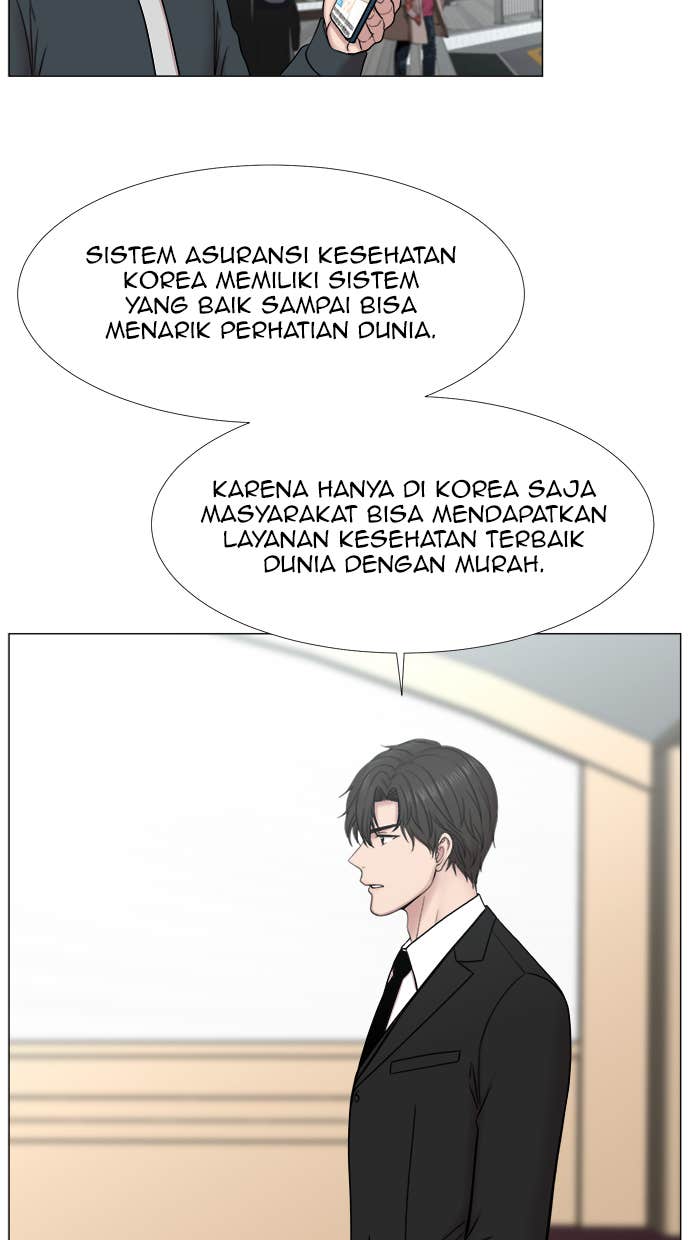 SISTEM ASURANSI KESEHATAN
KOREA MEMILIKI SISTEM
YANG BAIK SAMPAI BISA
MENARIK PERHATIAN DUNIA.
KARENA HANYA DI KOREA SAJA
MASYARAKAT BISA MENDAPATKAN
LAYANAN KESEHATAN TERBAIK
DUNIA DENGAN MURAH.